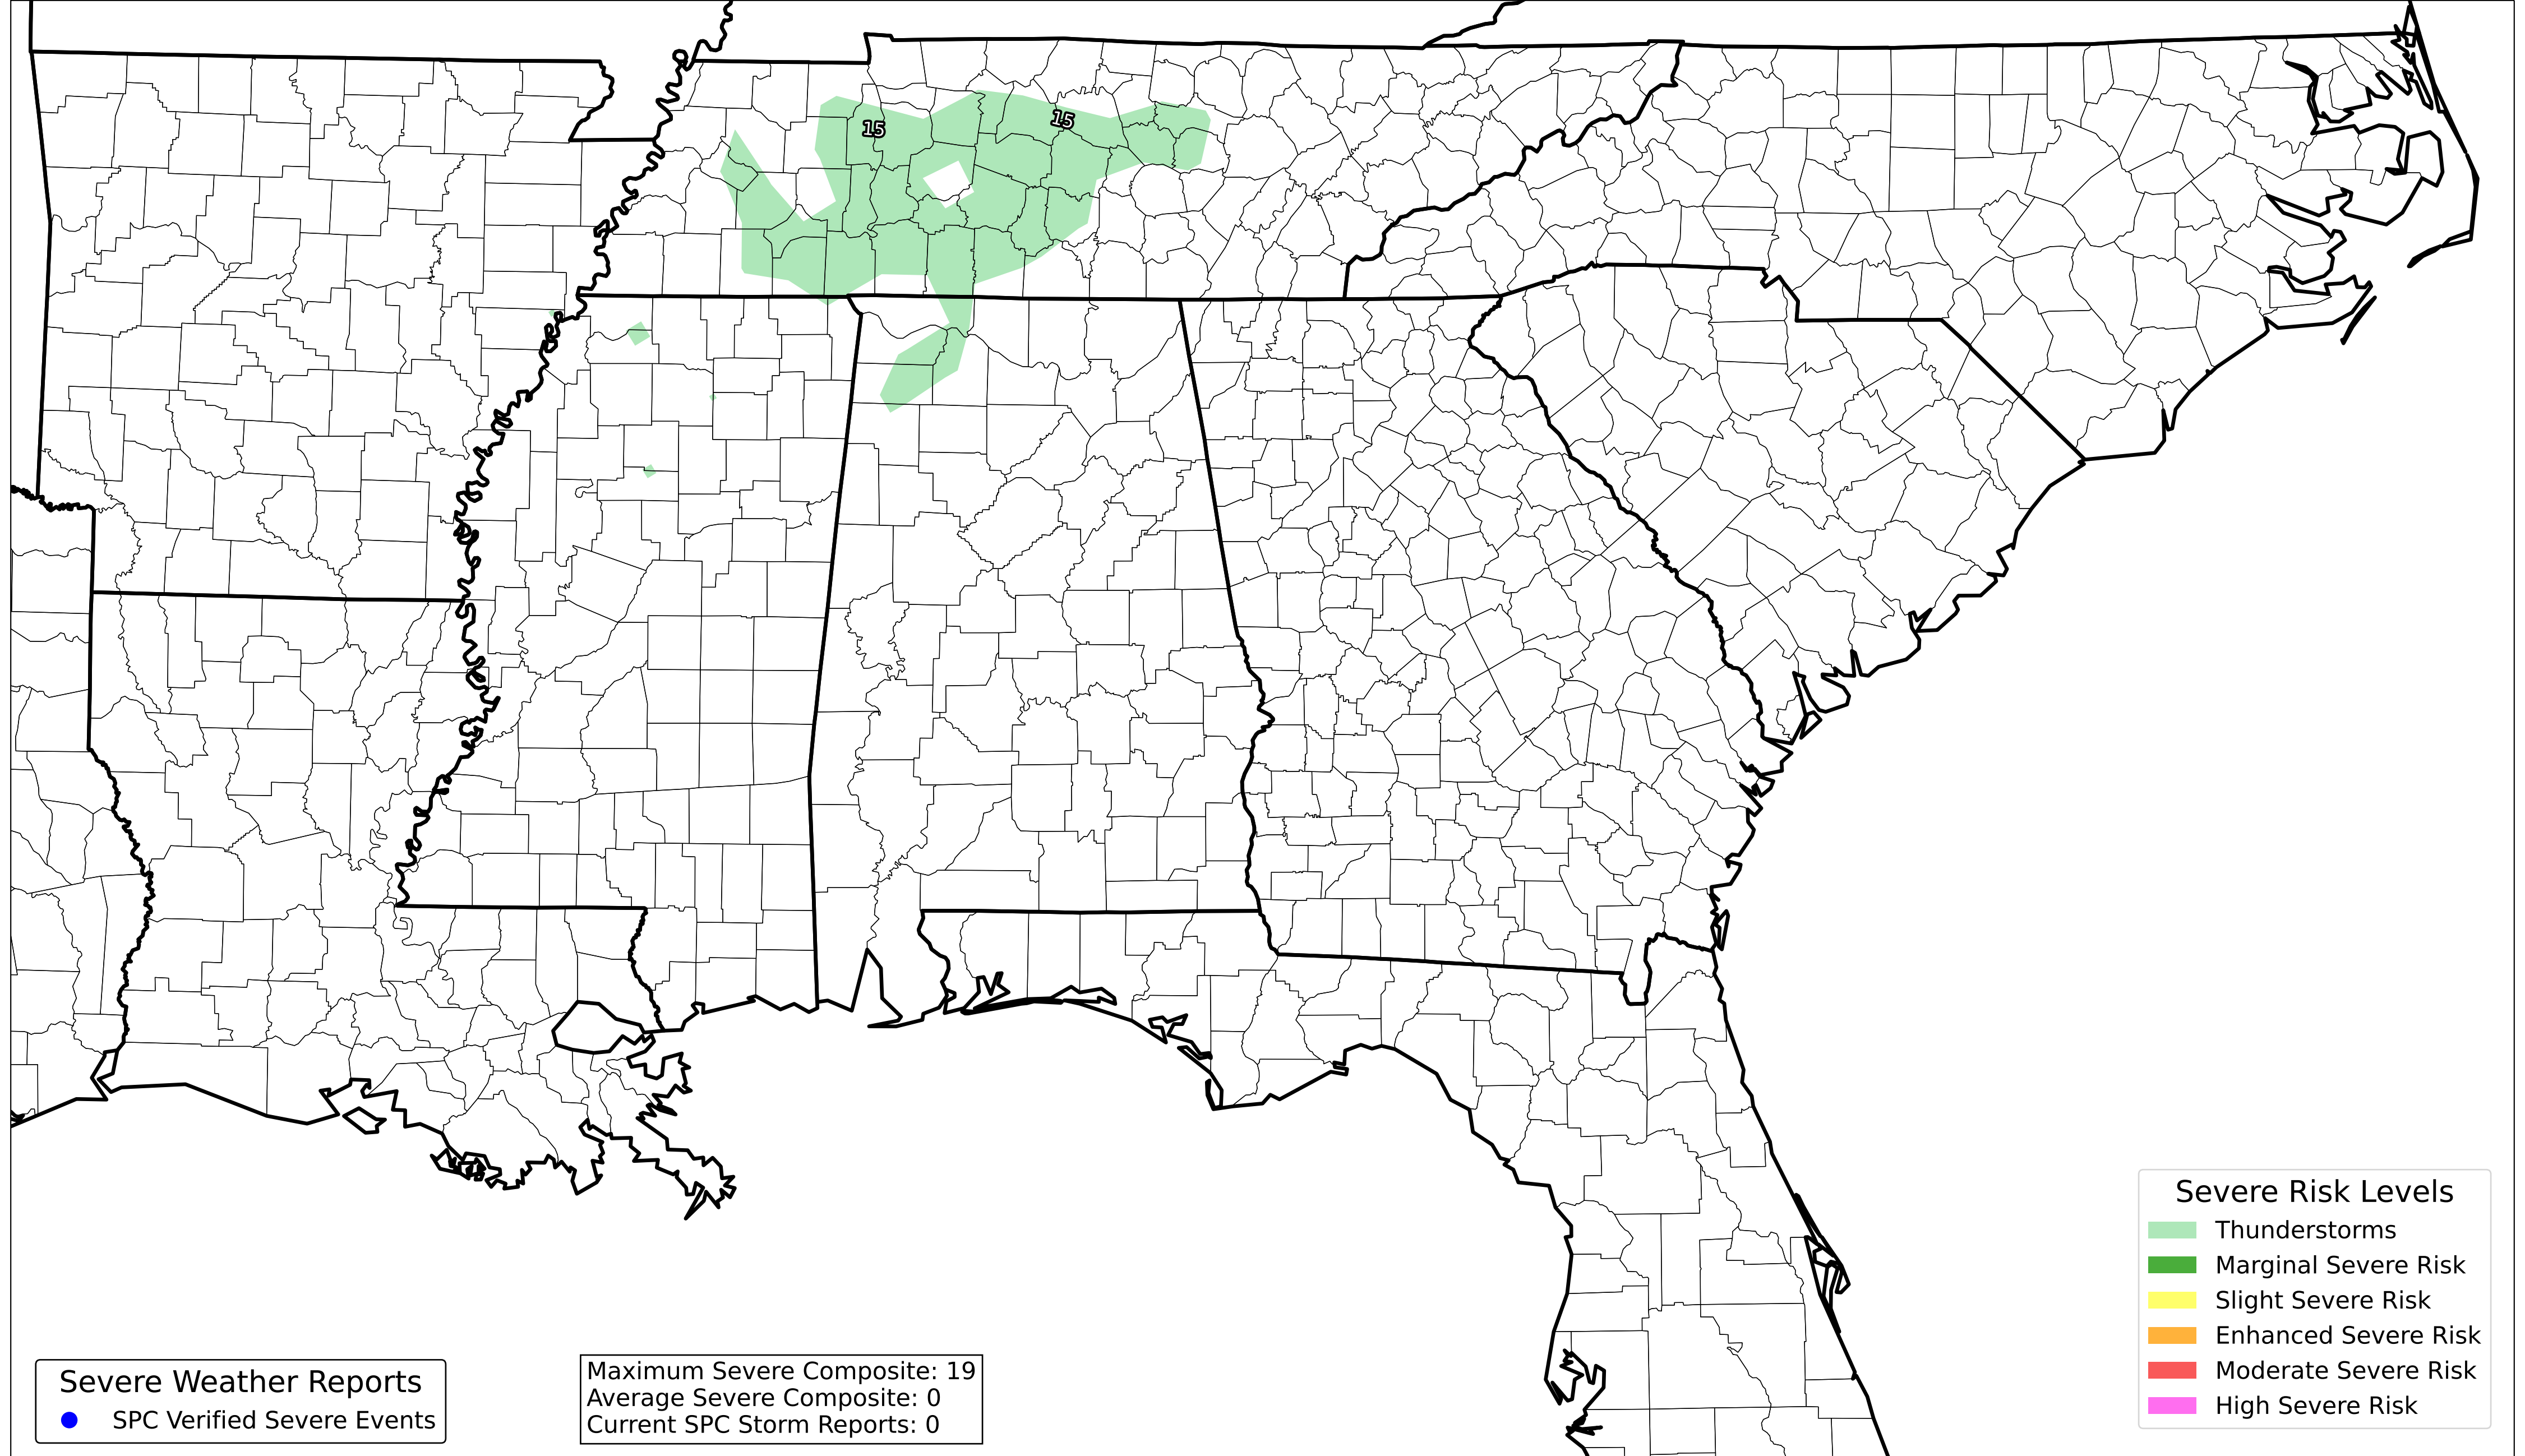 15
15
Severe Risk Levels
Thunderstorms
Marginal Severe Risk
Slight Severe Risk
Enhanced Severe Risk
Moderate Severe Risk
High Severe Risk
Severe Weather Reports
SPC Verified Severe Events
Maximum Severe Composite: 19
Average Severe Composite: 0
Current SPC Storm Reports: 0